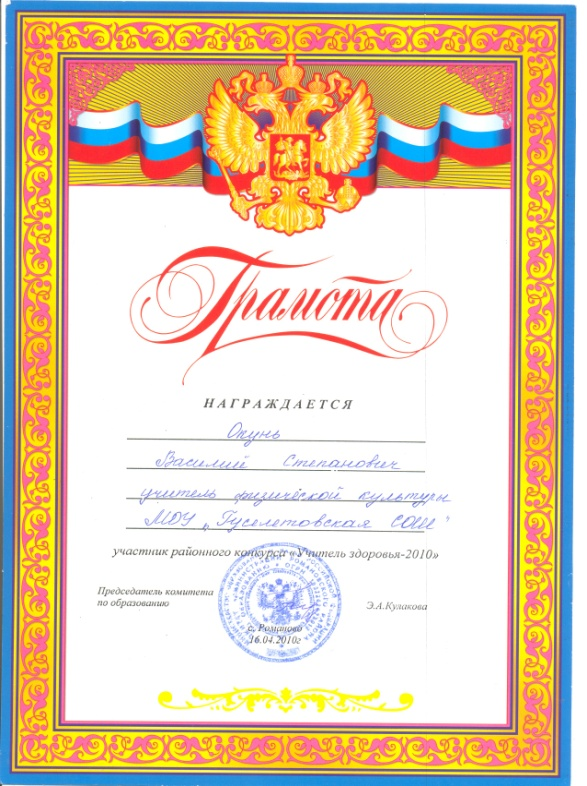 Грамота
НАГРАЖДАЕТСЯ
Окунь
Василий Степанович
учитель физической культуры
МОУ „Гуселетовская СОШ"
участник районного конкурса «Учитель здоровья-2010»
Председатель комитета
по образованию
Э.А.Кулакова
с. Романово
16.04.2010г